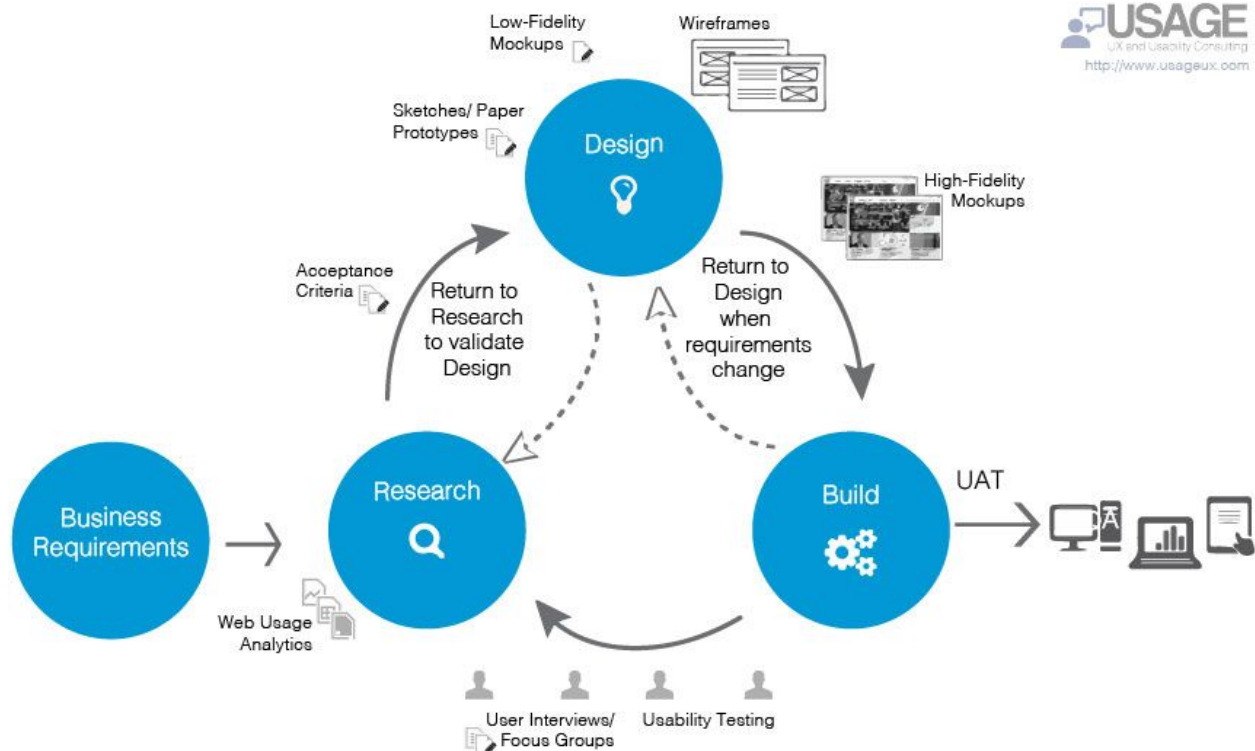 USAGE
UX and Usability Consulting
http://www.usageux.com
Low-Fidelity
Mockups
Wireframes
Sketches/ Paper
Prototypes
Design
High-Fidelity
Mockups
Acceptance
Criteria
Return to
Research
to validate
Design
Return to
Design
when
requirements
change
Business
Requirements
Research
Build
UAT
Web Usage
Analytics
User Interviews/
Focus Groups
Usability Testing